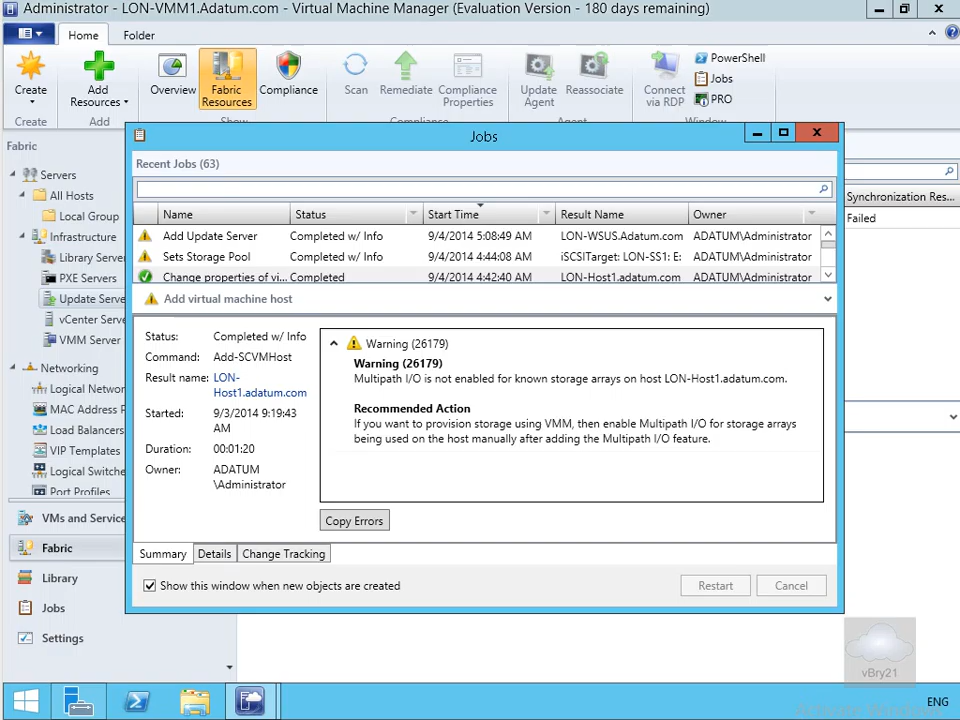 Administrator - LON-VMM1.Adatum.com - Virtual Machine Manager (Evaluation Version - 180 days remaining)
Home Folder
Create
Add
Resources
Overview
Fabric
Resources
Compliance
Scan
Remediate
Compliance
Properties
Update
Agent
Reassociate
Connect
via RDP
PowerShell
Jobs
PRO
Create Add Show Compliance Agent Window
Fabric
Servers
All Hosts
Local Group
Infrastructure
Library Server
PXE Servers
Update Serve
vCenter Serve
VMM Server
Networking
Logical Networ
MAC Address P
Load Balancers
VIP Templates
Logical Switche
Port Profiles
VMs and Service
Fabric
Library
Jobs
Settings
Synchronization Res...
Failed
Jobs
Recent Jobs (63)
Name Status Start Time Result Name Owner
Add Update Server Completed w/ Info 9/4/2014 5:08:49 AM LON-WSUS.Adatum.com ADATUM\Administrator
Sets Storage Pool Completed w/ Info 9/4/2014 4:44:08 AM iSCSITarget: LON-SS1: E: ADATUM\Administrator
Change properties of vi... Completed 9/4/2014 4:42:40 AM LON-Host1.adatum.com ADATUM\Administrator
Add virtual machine host
Status: Completed w/ Info
Command: Add-SCVMHost
Result name: LON-
Host1.adatum.com
Started: 9/3/2014 9:19:43
AM
Duration: 00:01:20
Owner: ADATUM
\Administrator
Warning (26179)
Warning (26179)
Multipath I/O is not enabled for known storage arrays on host LON-Host1.adatum.com.
Recommended Action
If you want to provision storage using VMM, then enable Multipath I/O for storage arrays
being used on the host manually after adding the Multipath I/O feature.
Copy Errors
Summary Details Change Tracking
Show this window when new objects are created
Restart Cancel
vBry21
ENG